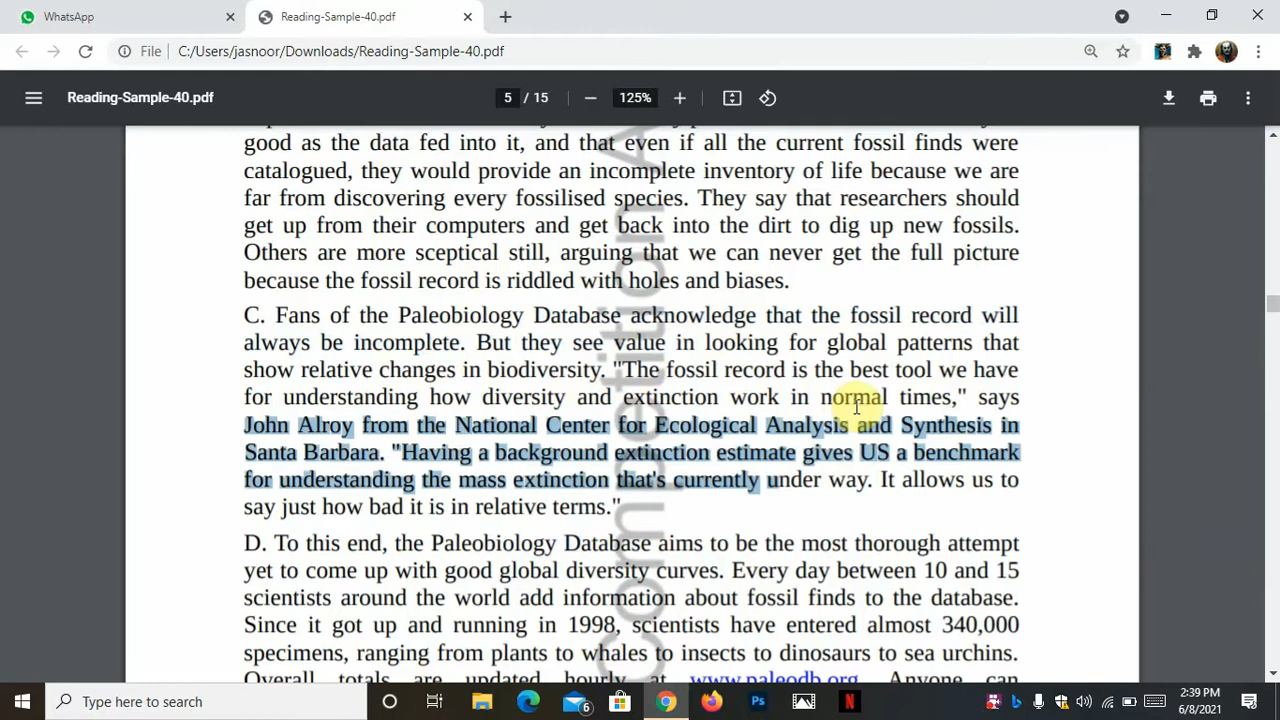 WhatsApp
Reading-Sample-40.pdf
File
C:/Users/jasnoor/Downloads/Reading-Sample-40.pdf
Reading-Sample-40.pdf
5 / 15
125%
good as the data fed into it, and that even if all the current fossil finds were
catalogued, they would provide an incomplete inventory of life because we are
far from discovering every fossilised species. They say that researchers should
get up from their computers and get back into the dirt to dig up new fossils.
Others are more sceptical still, arguing that we can never get the full picture
because the fossil record is riddled with holes and biases.
C. Fans of the Paleobiology Database acknowledge that the fossil record will
always be incomplete. But they see value in looking for global patterns that
show relative changes in biodiversity. "The fossil record is the best tool we have
for understanding how diversity and extinction work in normal times," says
John Alroy from the National Center for Ecological Analysis and Synthesis in
Santa Barbara. "Having a background extinction estimate gives US a benchmark
for understanding the mass extinction that's currently under way. It allows us to
say just how bad it is in relative terms."
D. To this end, the Paleobiology Database aims to be the most thorough attempt
yet to come up with good global diversity curves. Every day between 10 and 15
scientists around the world add information about fossil finds to the database.
Since it got up and running in 1998, scientists have entered almost 340,000
specimens, ranging from plants to whales to insects to dinosaurs to sea urchins.
Overall totals are updated hourly at www.paleodb.org. Anyone can
Competition A
Type here to search
6
Ps
N
2:39 PM
6/8/2021